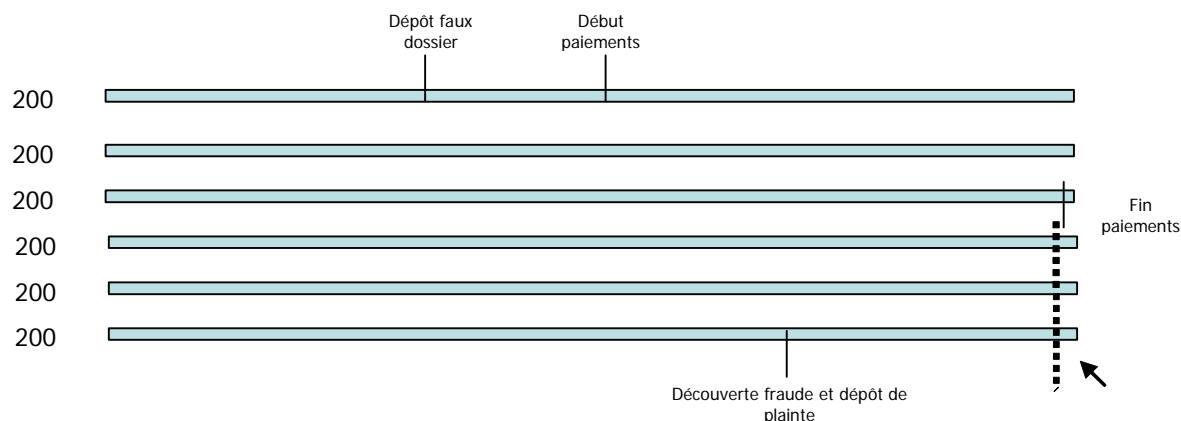 Dépôt faux
dossier
Début
paiements
200
200
200
Fin
paiements
200
200
200
Découverte fraude et dépôt de
plainte